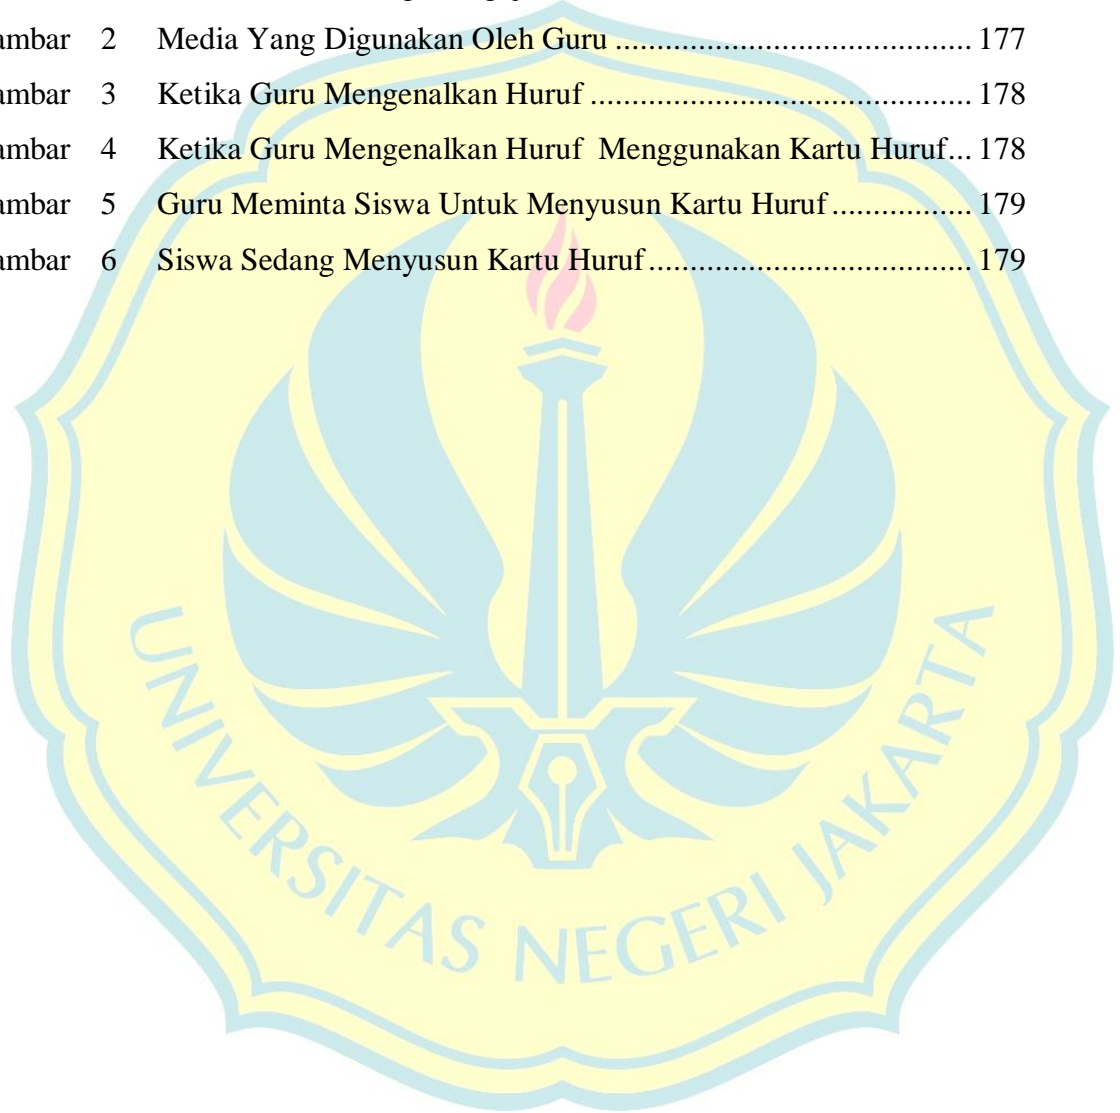 ambar 2 Media Yang Digunakan Oleh Guru ............................................ 177
ambar 3 Ketika Guru Mengenalkan Huruf ............................................... 178
ambar 4 Ketika Guru Mengenalkan Huruf Menggunakan Kartu Huruf... 178
ambar 5 Guru Meminta Siswa Untuk Menyusun Kartu Huruf ................. 179
ambar 6 Siswa Sedang Menyusun Kartu Huruf ....................................... 179
UNIVERSITAS NEGERI JAKARTA